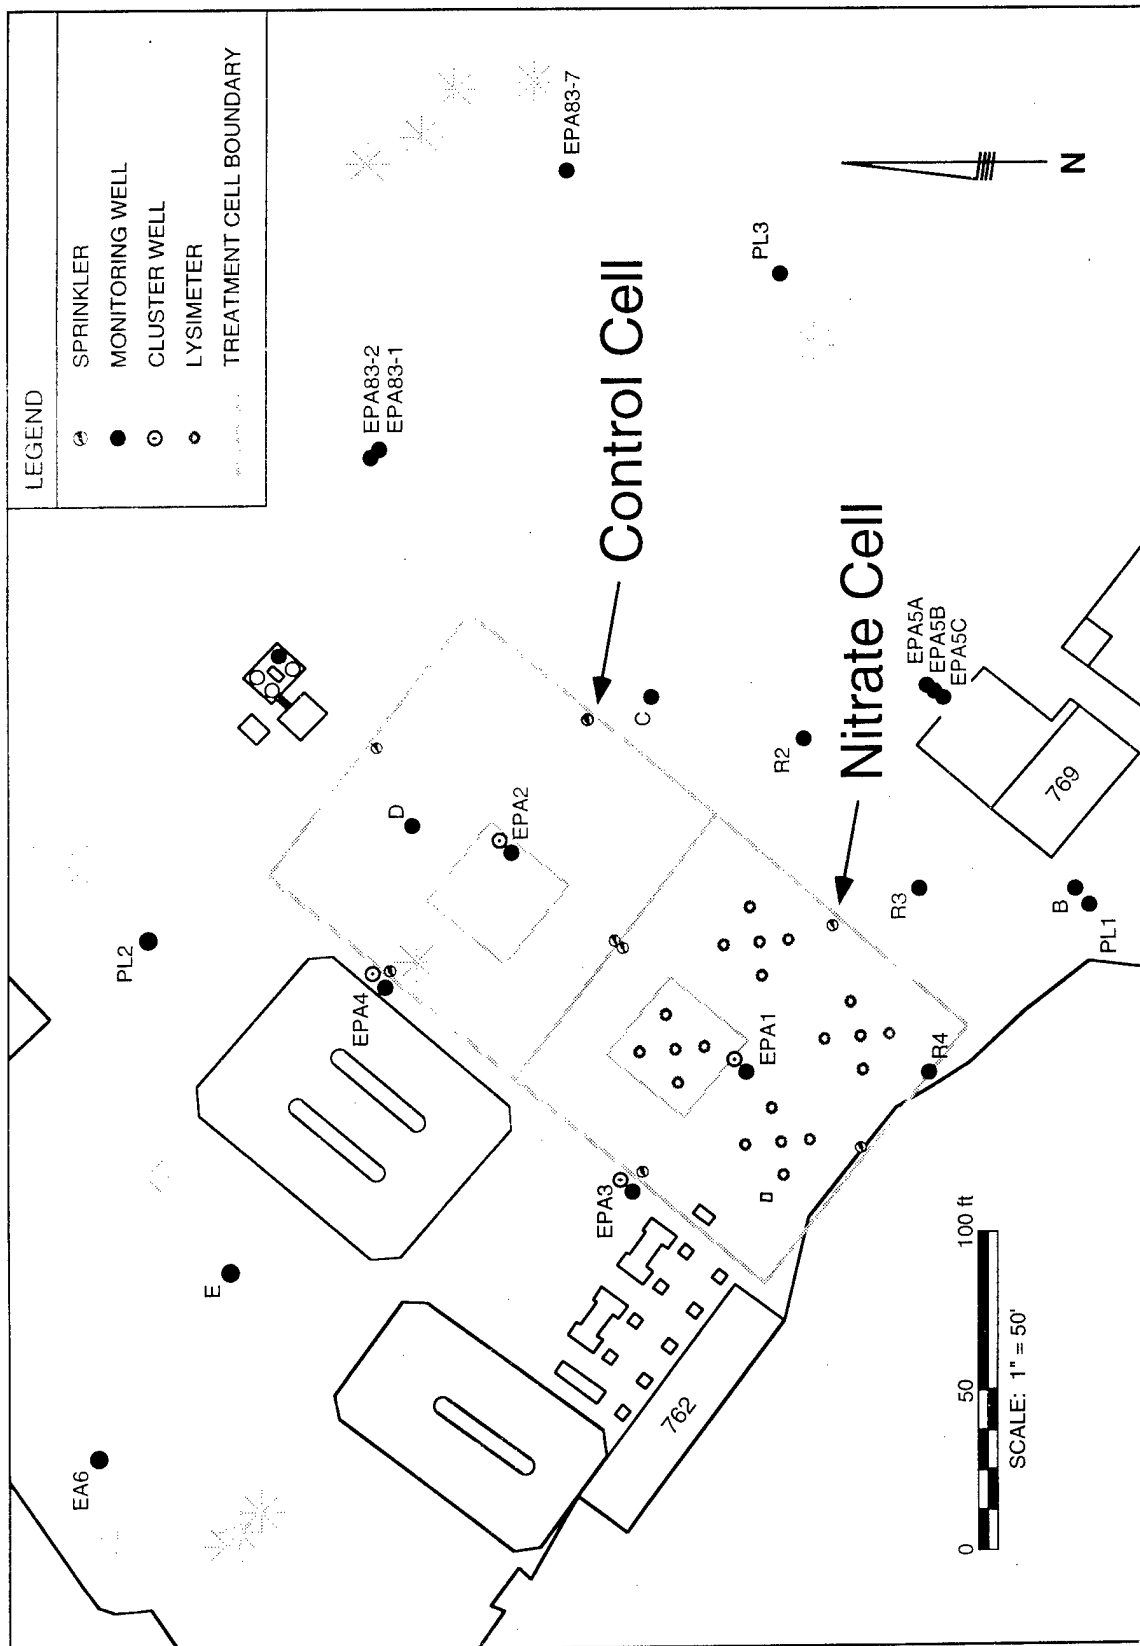 LEGEND
SPRINKLER
MONITORING WELL
CLUSTER WELL
LYSIMETER
TREATMENT CELL BOUNDARY
EA6
E
PL2
EPA83-2
EPA83-1
EPA83-7
D
EPA4
EPA2
Control Cell
PL3
C
EPA3
EPA1
R2
Nitrate Cell
EPA5A
EPA5B
EPA5C
R3
R4
B
PL1
762
769
N
0
50
100 ft
SCALE: 1" = 50'